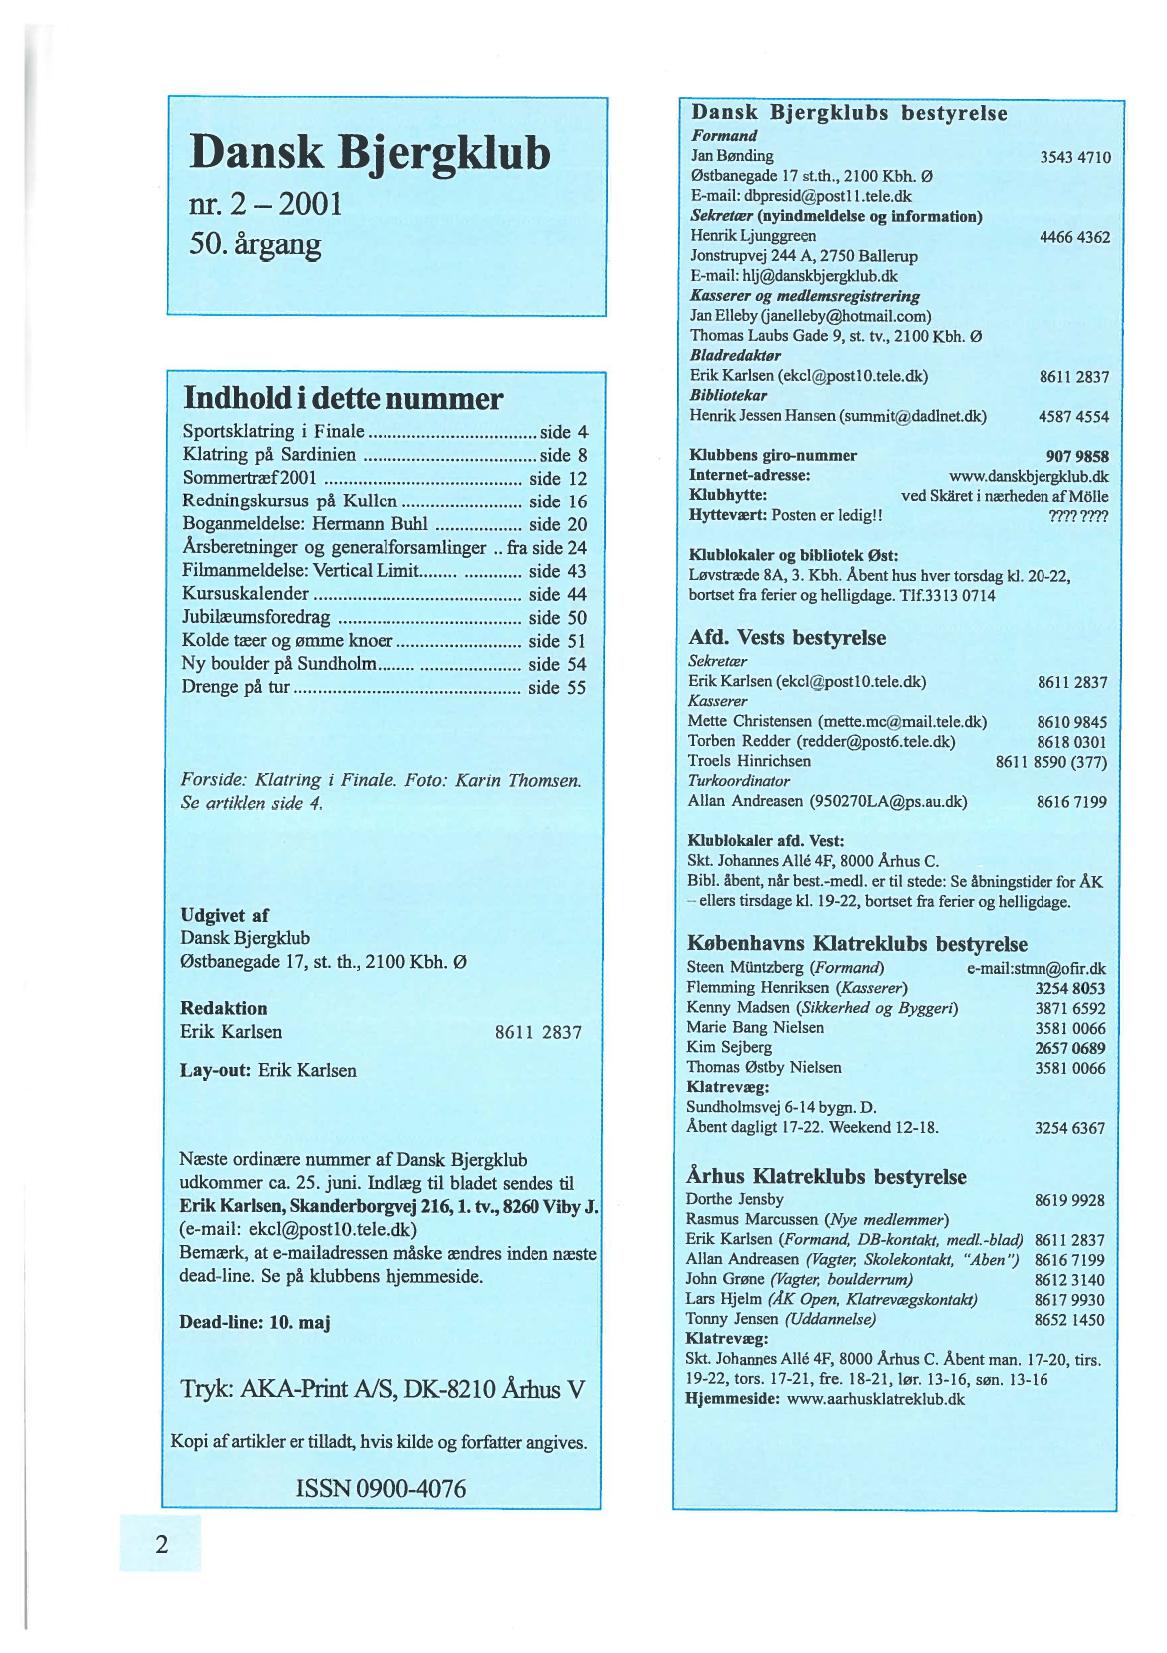 Dansk Bjergklub
nr. 2 – 2001
50. årgang
Indhold i dette nummer
Sportsklatring i Finale .................................... side 4
Klatring på Sardinien ..................................... side 8
Sommertræf2001 .......................................... side 12
Redningskursus på Kullen .......................... side 16
Boganmeldelse: Hermann Buhl .................. side 20
Årsberetninger og generalforsamlinger .. fra side 24
Filmanmeldelse: Vertical Limit........ ............ side 43
Kursuskalender ............................................ side 44
Jubilæumsforedrag ....................................... side 50
Kolde tæer og ømme knoer ........................... side 51
Ny boulder på Sundholm........ ...................... side 54
Drenge på tur ................................................. side 55
Forside: Klatring i Finale. Foto: Karin Thomsen.
Se artiklen side 4.
Udgivet af
Dansk Bjergklub
Østbanegade 17, st. th., 2100 Kbh. Ø
Redaktion
Erik Karlsen 8611 2837
Lay-out: Erik Karlsen
Næste ordinære nummer af Dansk Bjergklub
udkommer ca. 25. juni. Indlæg til bladet sendes til
Erik Karlsen, Skanderborgvej 216, 1. tv., 8260 Viby J.
(e-mail: ekcl@post10.tele.dk)
Bemærk, at e-mailadressen måske ændres inden næste
dead-line. Se på klubbens hjemmeside.
Dead-line: 10. maj
Tryk: AKA-Print A/S, DK-8210 Århus V
Kopi af artikler er tilladt, hvis kilde og forfatter angives.
ISSN 0900-4076
2
Dansk Bjergklubs bestyrelse
Formand
Jan Bønding 3543 4710
Østbanegade 17 st.th., 2100 Kbh. Ø
E-mail: dbpresid@post11.tele.dk
Sekretær (nyindmeldelse og information)
Henrik Ljunggreen 4466 4362
Jonstrupvej 244 A, 2750 Ballerup
E-mail: hlj@danskbjergklub.dk
Kasserer og medlemsregistrering
Jan Elleby (janelleby@hotmail.com)
Thomas Laubs Gade 9, st. tv., 2100 Kbh. Ø
Bladredaktør
Erik Karlsen (ekcl@post10.tele.dk) 8611 2837
Bibliotekar
Henrik Jessen Hansen (summit@dadlnet.dk) 4587 4554
Klubbens giro-nummer 907 9858
Internet-adresse: www.danskbjergklub.dk
Klubhytte: ved Skäret i nærheden af Mölle
Hyttevært: Posten er ledig!! ???? ????
Klublokaler og bibliotek Øst:
Løvstræde 8A, 3. Kbh. Åbent hus hver torsdag kl. 20-22,
bortset fra ferier og helligdage. Tlf.3313 0714
Afd. Vests bestyrelse
Sekretær
Erik Karlsen (ekcl@post10.tele.dk) 8611 2837
Kasserer
Mette Christensen (mette.mc@mail.tele.dk) 8610 9845
Torben Redder (redder@post6.tele.dk) 8618 0301
Troels Hinrichsen 8611 8590 (377)
Turkoordinator
Allan Andreasen (950270LA@ps.au.dk) 8616 7199
Klublokaler afd. Vest:
Skt. Johannes Allé 4F, 8000 Århus C.
Bibl. åbent, når best.-medl. er til stede: Se åbningstider for ÅK
– ellers tirsdage kl. 19-22, bortset fra ferier og helligdage.
Københavns Klatreklubs bestyrelse
Steen Müntzberg (Formand) e-mail:stmn@ofir.dk
Flemming Henriksen (Kasserer) 3254 8053
Kenny Madsen (Sikkerhed og Byggeri) 3871 6592
Marie Bang Nielsen 3581 0066
Kim Sejberg 2657 0689
Thomas Østby Nielsen 3581 0066
Klatrevæg:
Sundholmsvej 6-14 bygn. D.
Åbent dagligt 17-22. Weekend 12-18. 3254 6367
Århus Klatreklubs bestyrelse
Dorthe Jensby 8619 9928
Rasmus Marcussen (Nye medlemmer)
Erik Karlsen (Formand, DB-kontakt, medl.-blad) 8611 2837
Allan Andreasen (Vagter, Skolekontakt, "Aben") 8616 7199
John Grøne (Vagter, boulderrum) 8612 3140
Lars Hjelm (ÅK Open, Klatrevægskontakt) 8617 9930
Tonny Jensen (Uddannelse) 8652 1450
Klatrevæg:
Skt. Johannes Allé 4F, 8000 Århus C. Åbent man. 17-20, tirs.
19-22, tors. 17-21, fre. 18-21, lør. 13-16, søn. 13-16
Hjemmeside: www.aarhusklatreklub.dk